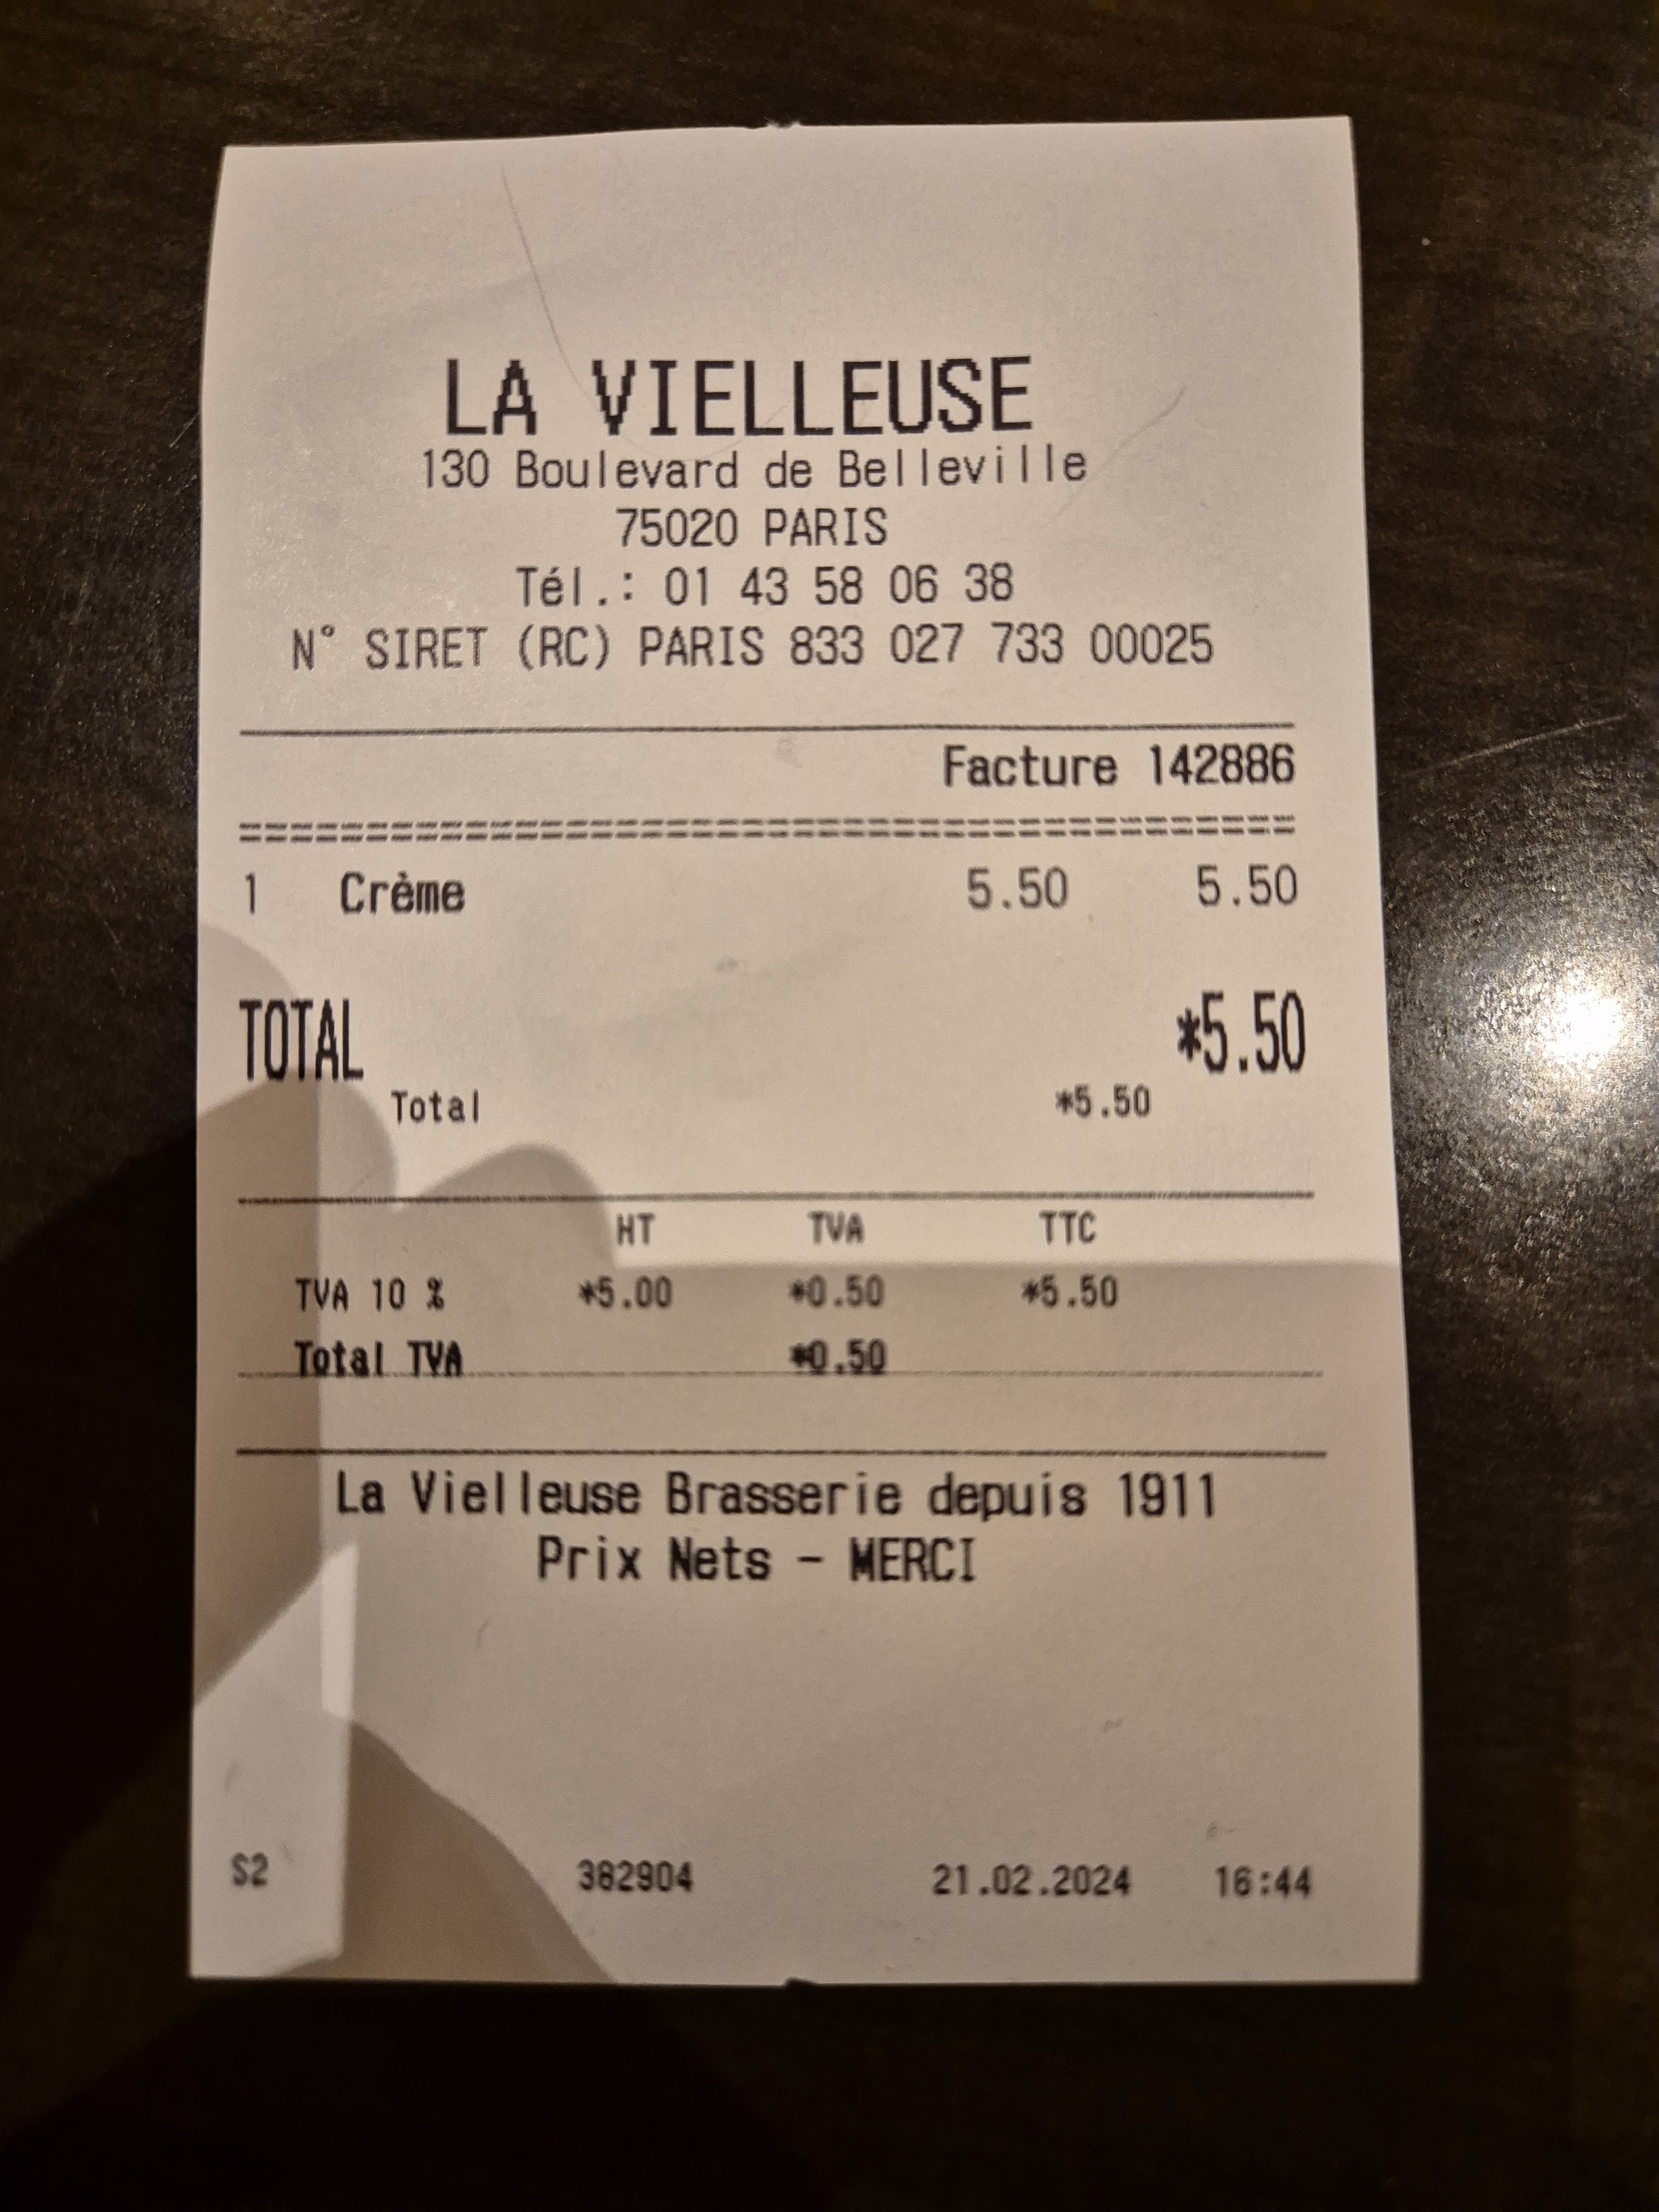 LA VIELLEUSE
130 Boulevard de Belleville
75020 PARIS
Tél.: 01 43 58 06 38
N° SIRET (RC) PARIS 833 027 733 00025
Facture 142886
1 Crème 5.50 5.50
TOTAL *5.50
Total *5.50
HT TVA TTC
TVA 10 % *5.00 *0.50 *5.50
Total TVA *0.50
La Vielleuse Brasserie depuis 1911
Prix Nets - MERCI
S2 382904 21.02.2024 16:44